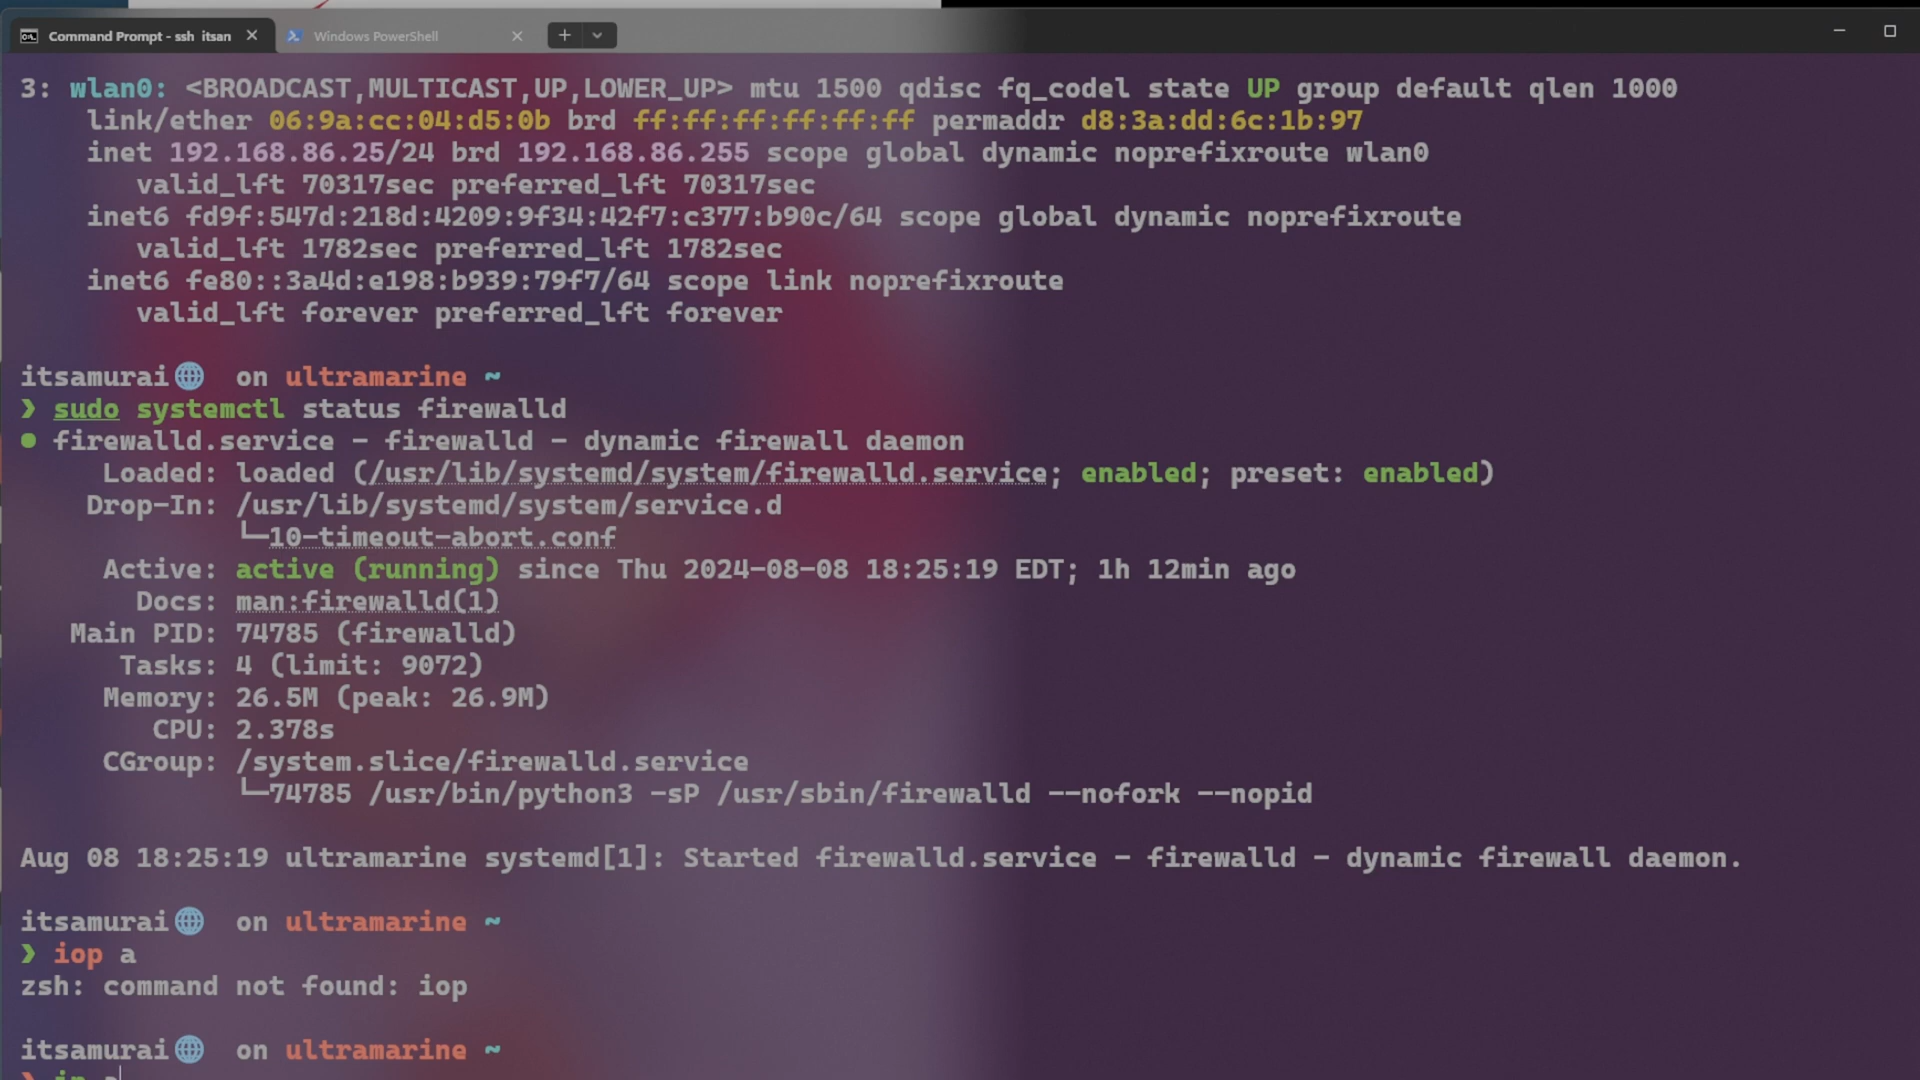 Command Prompt - ssh itsan
Windows PowerShell
3: wlan0: <BROADCAST,MULTICAST,UP,LOWER_UP> mtu 1500 qdisc fq_codel state UP group default qlen 1000
link/ether 06:9a:cc:04:d5:0b brd ff:ff:ff:ff:ff:ff permaddr d8:3a:dd:6c:1b:97
inet 192.168.86.25/24 brd 192.168.86.255 scope global dynamic noprefixroute wlan0
valid_lft 70317sec preferred_lft 70317sec
inet6 fd9f:547d:218d:4209:9f34:42f7:c377:b90c/64 scope global dynamic noprefixroute
valid_lft 1782sec preferred_lft 1782sec
inet6 fe80::3a4d:e198:b939:79f7/64 scope link noprefixroute
valid_lft forever preferred_lft forever
itsamurai🌐 on ultramarine ~
❯ sudo systemctl status firewalld
● firewalld.service - firewalld - dynamic firewall daemon
Loaded: loaded (/usr/lib/systemd/system/firewalld.service; enabled; preset: enabled)
Drop-In: /usr/lib/systemd/system/service.d
└─10-timeout-abort.conf
Active: active (running) since Thu 2024-08-08 18:25:19 EDT; 1h 12min ago
Docs: man:firewalld(1)
Main PID: 74785 (firewalld)
Tasks: 4 (limit: 9072)
Memory: 26.5M (peak: 26.9M)
CPU: 2.378s
CGroup: /system.slice/firewalld.service
└─74785 /usr/bin/python3 -sP /usr/sbin/firewalld --nofork --nopid
Aug 08 18:25:19 ultramarine systemd[1]: Started firewalld.service - firewalld - dynamic firewall daemon.
itsamurai🌐 on ultramarine ~
❯ iop a
zsh: command not found: iop
itsamurai🌐 on ultramarine ~
❯ ip a